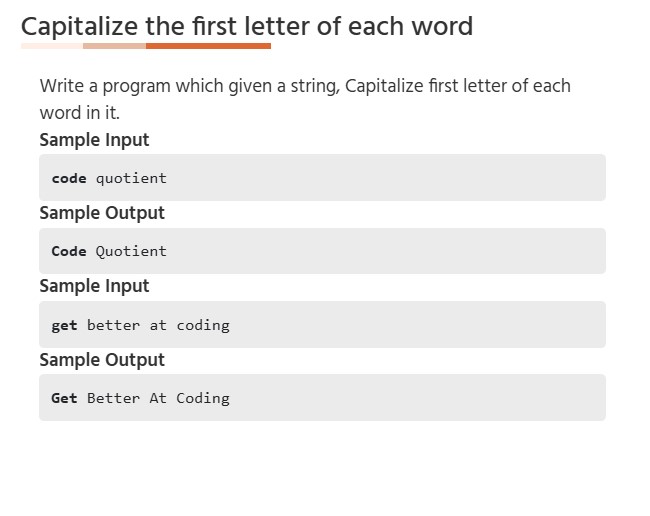 Capitalize the first letter of each word
Write a program which given a string, Capitalize first letter of each
word in it.
Sample Input
code quotient
Sample Output
Code Quotient
Sample Input
get better at coding
Sample Output
Get Better At Coding